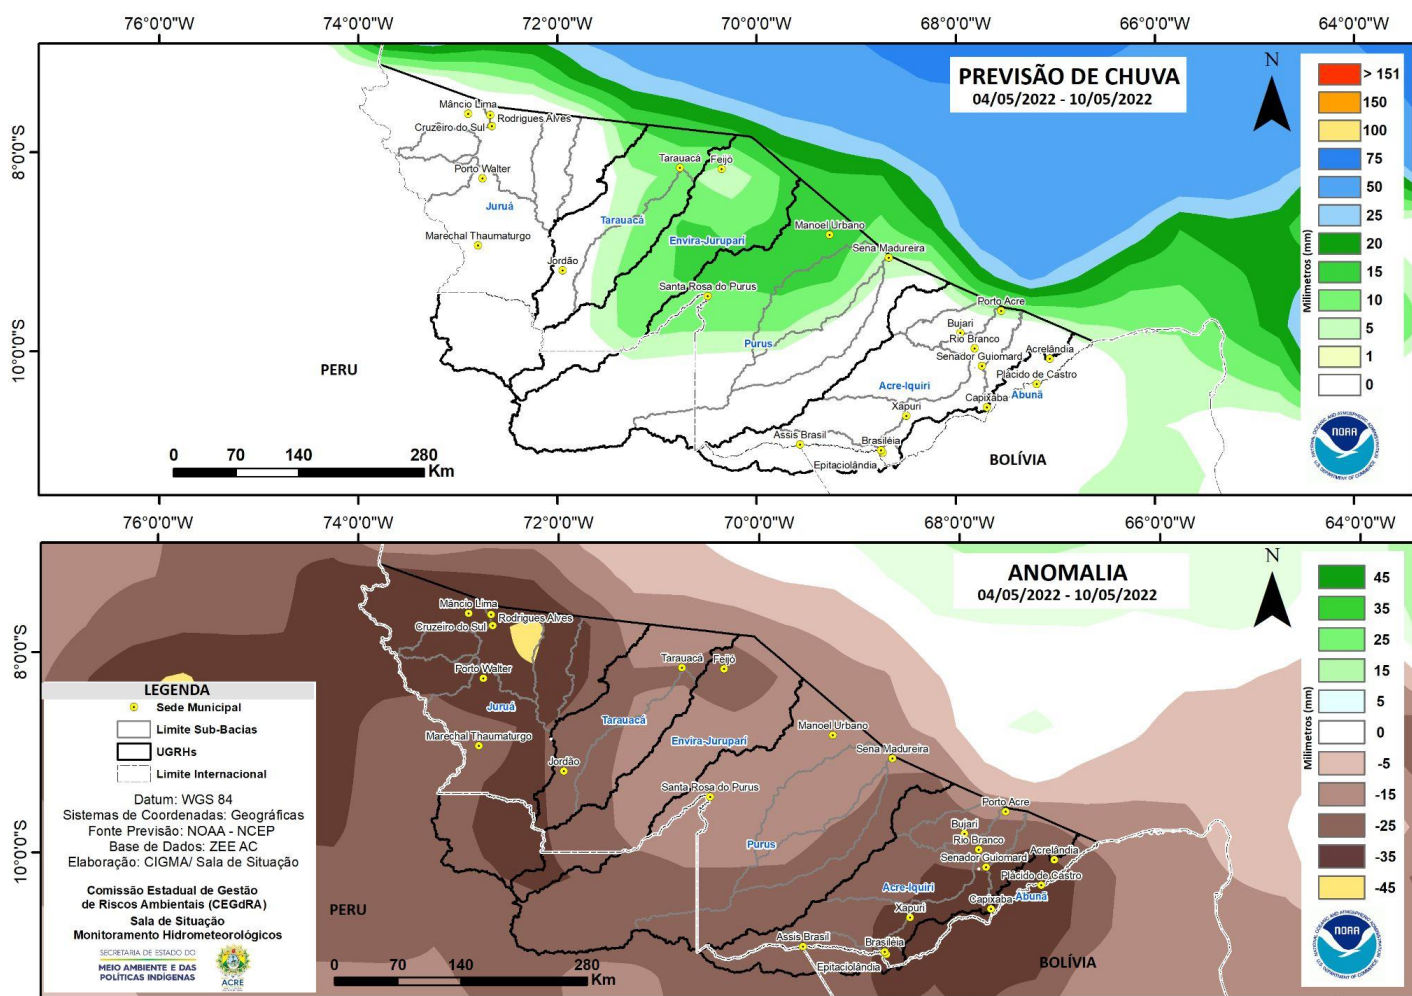 76°0'0"W 74°0'0"W 72°0'0"W 70°0'0"W 68°0'0"W 66°0'0"W 64°0'0"W
PREVISÃO DE CHUVA
04/05/2022 - 10/05/2022
N
Milímetros (mm)
> 151
150
100
75
50
25
20
15
10
5
1
0
8°0'0"S
10°0'0"S
Mâncio Lima
Rodrigues Alves
Cruzeiro do Sul
Porto Walter
Juruá
Marechal Thaumaturgo
Jordão
Tarauacá
Feijó
Tarauacá
Envira-Jurupari
Manoel Urbano
Sena Madureira
Santa Rosa do Purus
Purus
Porto Acre
Bujari
Rio Branco
Senador Guiomard
Acrelândia
Plácido de Castro
Acre-Iquiri
Abunã
Capixaba
Xapuri
Assis Brasil
Brasiléia
Epitaciolândia
PERU
BOLÍVIA
0 70 140 280
Km
NOAA
76°0'0"W 74°0'0"W 72°0'0"W 70°0'0"W 68°0'0"W 66°0'0"W 64°0'0"W
ANOMALIA
04/05/2022 - 10/05/2022
N
Milímetros (mm)
45
35
25
15
5
0
-5
-15
-25
-35
-45
8°0'0"S
10°0'0"S
Mâncio Lima
Rodrigues Alves
Cruzeiro do Sul
Porto Walter
Juruá
Marechal Thaumaturgo
Jordão
Tarauacá
Feijó
Tarauacá
Envira-Jurupari
Manoel Urbano
Sena Madureira
Santa Rosa do Purus
Purus
Porto Acre
Bujari
Rio Branco
Senador Guiomard
Acrelândia
Plácido de Castro
Acre-Iquiri
Abunã
Capixaba
Xapuri
Assis Brasil
Brasiléia
Epitaciolândia
PERU
BOLÍVIA
0 70 140 280
Km
NOAA
LEGENDA
Sede Municipal
Limite Sub-Bacias
UGRHs
Limite Internacional
Datum: WGS 84
Sistemas de Coordenadas: Geográficas
Fonte Previsão: NOAA - NCEP
Base de Dados: ZEE AC
Elaboração: CIGMA/ Sala de Situação
Comissão Estadual de Gestão
de Riscos Ambientais (CEGdRA)
Sala de Situação
Monitoramento Hidrometeorológicos
SECRETARIA DE ESTADO DO
MEIO AMBIENTE E DAS
POLÍTICAS INDÍGENAS
ACRE